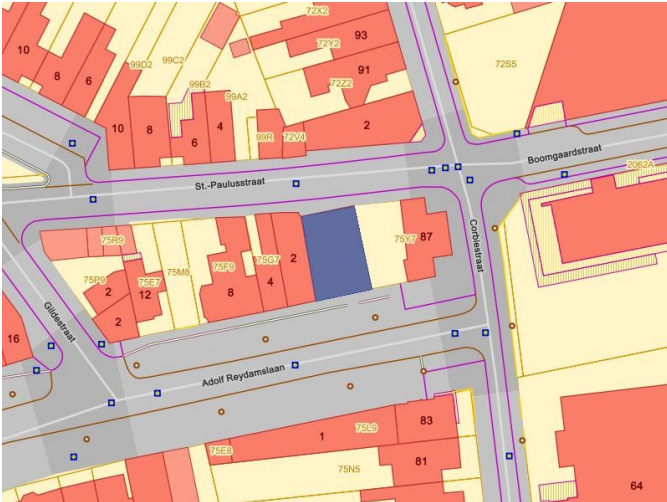 72X2
93
72Y2
99C2
10
99D2
8
6
91
72Z2
72S5
99B2
99A2
10
8
6
4
99R
72V4
2
Boomgaardstraat
2062A
St.-Paulusstraat
75R9
75M8
75F9
75G7
2
75Y7
87
Corbiestraat
75P9
75E7
2
12
8
4
2
Gildestraat
16
Adolf Reydamslaan
75E8
1
75L9
83
75N5
81
64